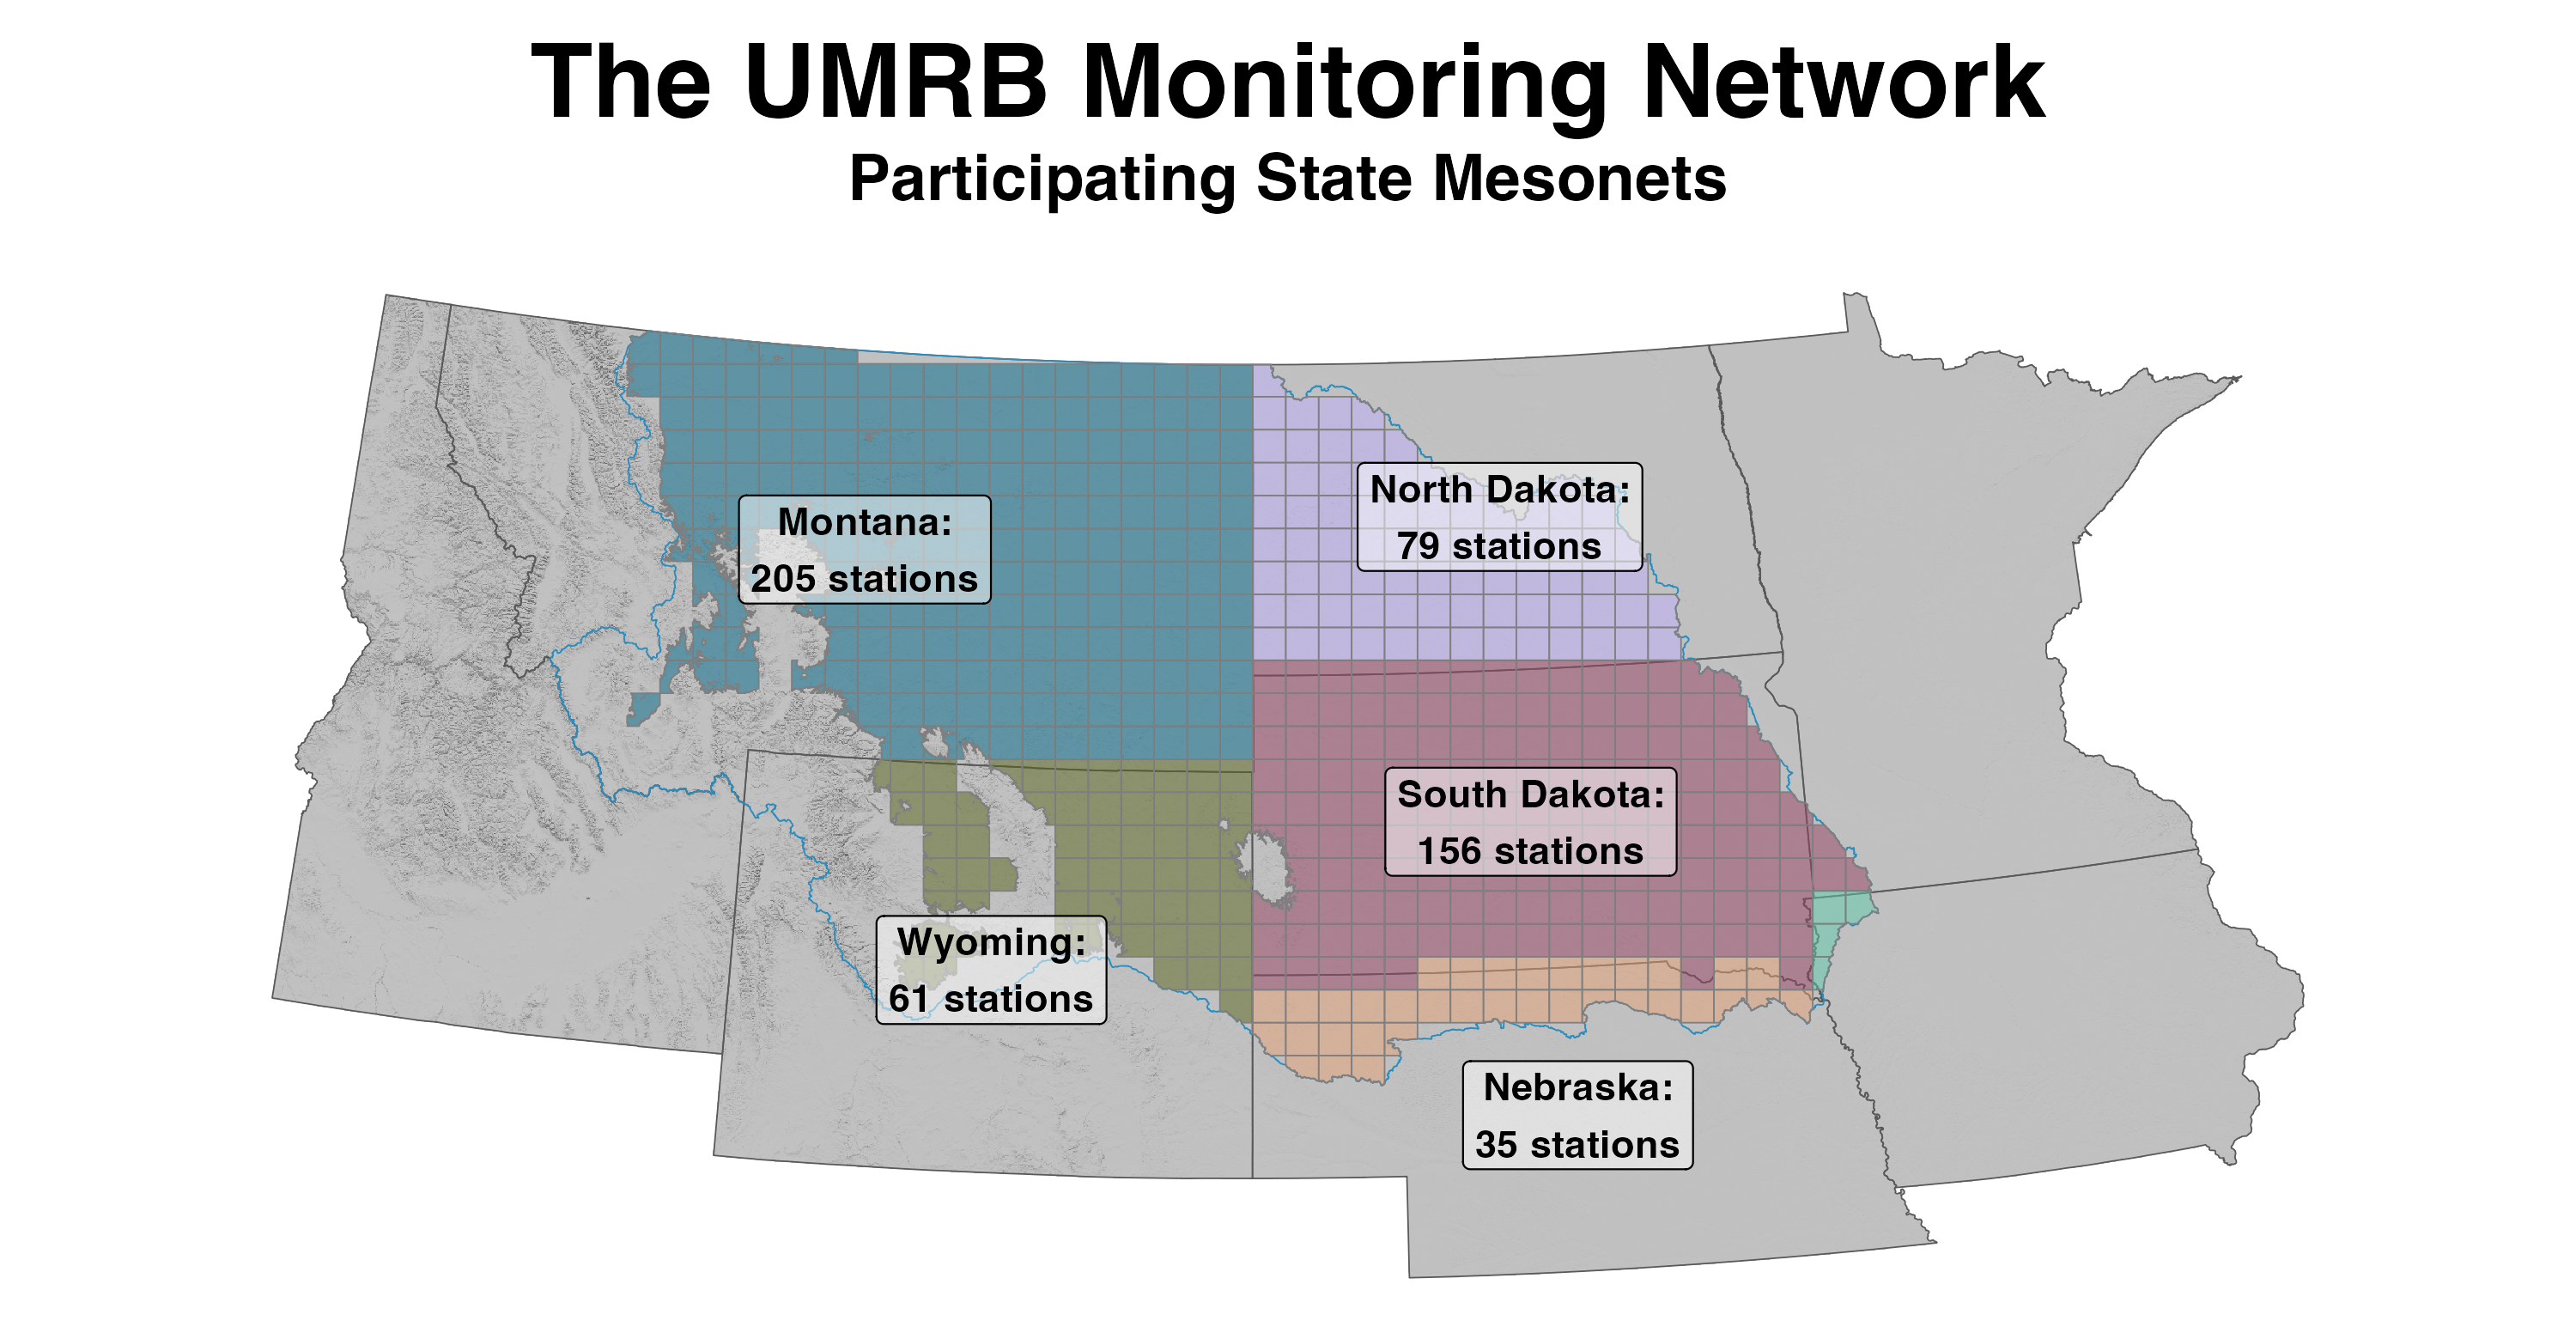 The UMRB Monitoring Network
Participating State Mesonets
Montana:
205 stations
North Dakota:
79 stations
South Dakota:
156 stations
Wyoming:
61 stations
Nebraska:
35 stations